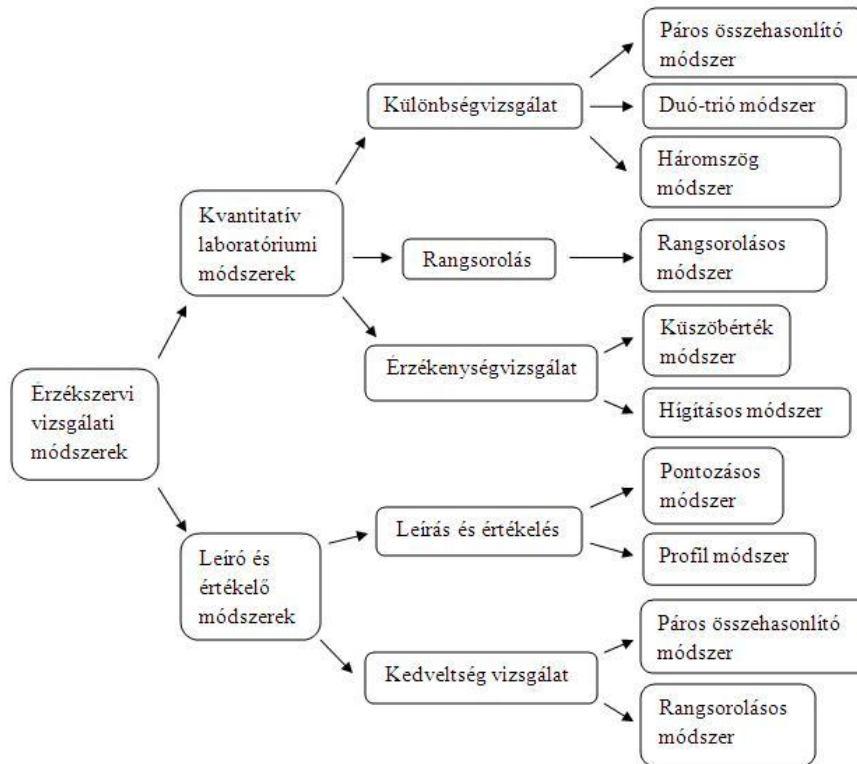 Érzékszervi
vizsgálati
módszerek
Kvantitatív
laboratóriumi
módszerek
Különbségvizsgálat
Páros összehasonlító
módszer
Duó-trió módszer
Háromszög
módszer
Rangsorolás
Rangsorolásos
módszer
Érzékenységvizsgálat
Küszöbérték
módszer
Hígításos módszer
Leíró és
értékelő
módszerek
Leírás és értékelés
Pontozásos
módszer
Profil módszer
Kedveltség vizsgálat
Páros összehasonlító
módszer
Rangsorolásos
módszer